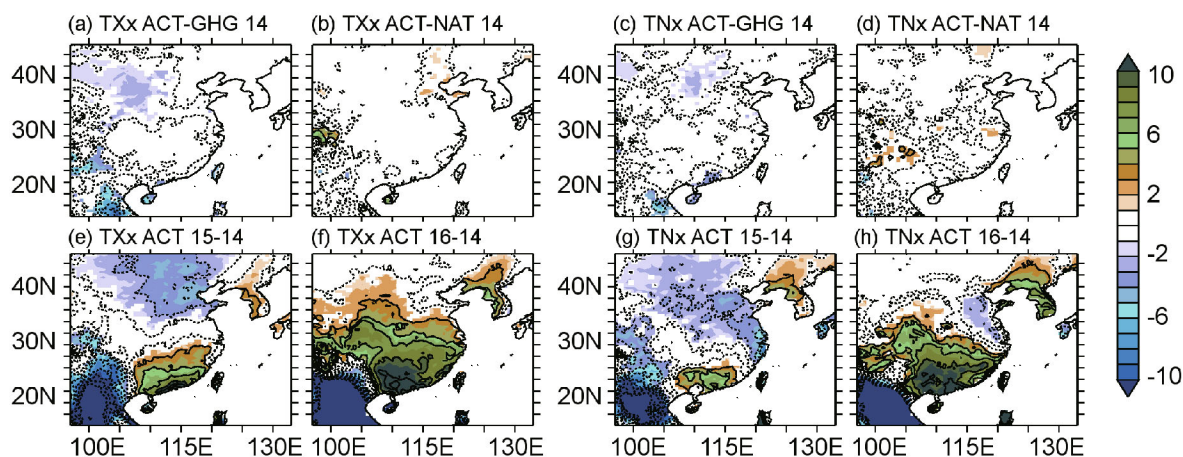 (a) TXx ACT-GHG 14
(b) TXx ACT-NAT 14
(c) TNx ACT-GHG 14
(d) TNx ACT-NAT 14
40N
30N
20N
40N
30N
20N
(e) TXx ACT 15-14
(f) TXx ACT 16-14
(g) TNx ACT 15-14
(h) TNx ACT 16-14
40N
30N
20N
40N
30N
20N
100E 115E 130E
100E 115E 130E
100E 115E 130E
100E 115E 130E
10
6
2
-2
-6
-10